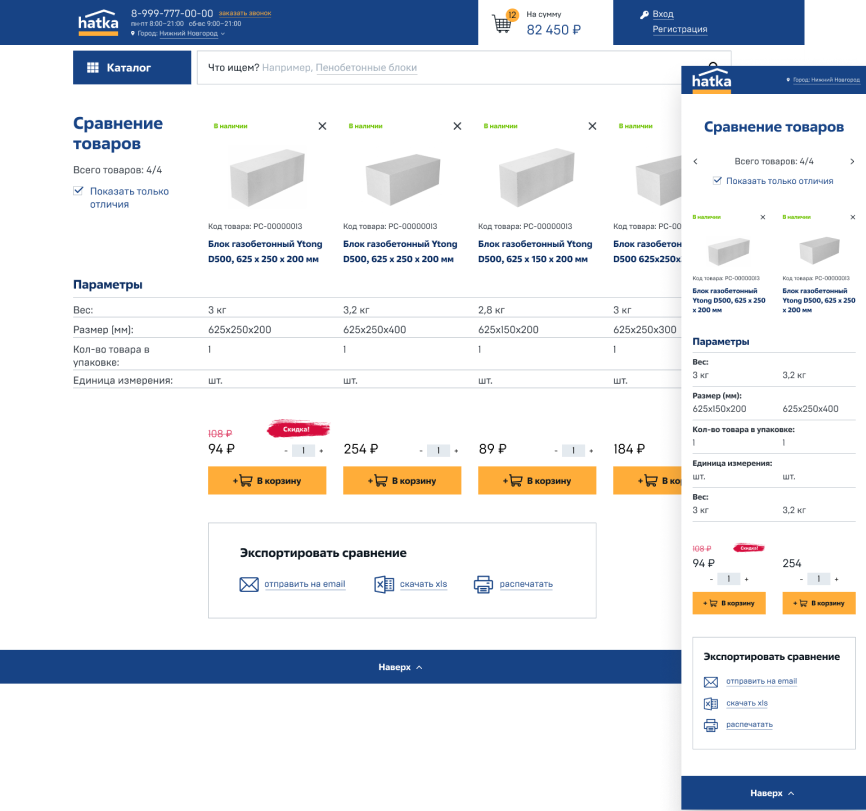 hatka
8-999-777-00-00 заказать звонок
пн-пт 8:00–21:00 сб-вс 9:00–21:00
Город: Нижний Новгород
12
На сумму
82 450 ₽
Вход
Регистрация
Каталог
Что ищем? Например, Пенобетонные блоки
Сравнение товаров
Всего товаров: 4/4
Показать только отличия
В наличии
Код товара: РС-00000013
Блок газобетонный Ytong
D500, 625 х 250 х 200 мм
В наличии
Код товара: РС-00000013
Блок газобетонный Ytong
D500, 625 х 250 х 200 мм
В наличии
Код товара: РС-00000013
Блок газобетонный Ytong
D500, 625 х 150 х 200 мм
В наличии
Код товара: РС-00
Блок газобетон
D500 625х250х
Параметры
Вес: 3 кг 3,2 кг 2,8 кг 3 кг
Размер (мм): 625х250х200 625х250х400 625х150х200 625х250х300
Кол-во товара в упаковке: 1 1 1 1
Единица измерения: шт. шт. шт. шт.
108 ₽ Скидка!
94 ₽ - 1 + 254 ₽ - 1 + 89 ₽ - 1 + 184 ₽
+ В корзину + В корзину + В корзину + В ко
Экспортировать сравнение
отправить на email скачать xls распечатать
Наверх
hatka
Город: Нижний Новгород
Сравнение товаров
Всего товаров: 4/4
Показать только отличия
В наличии
Код товара: РС-00000013
Блок газобетонный
Ytong D500, 625 х 250
х 200 мм
В наличии
Код товара: РС-00000013
Блок газобетонный
Ytong D500, 625 х 250
х 200 мм
Параметры
Вес:
3 кг 3,2 кг
Размер (мм):
625х150х200 625х250х400
Кол-во товара в упаковке:
1 1
Единица измерения:
шт. шт.
Вес:
3 кг 3,2 кг
108 ₽ Скидка!
94 ₽ 254
- 1 + - 1 +
+ В корзину + В корзину
Экспортировать сравнение
отправить на email
скачать xls
распечатать
Наверх